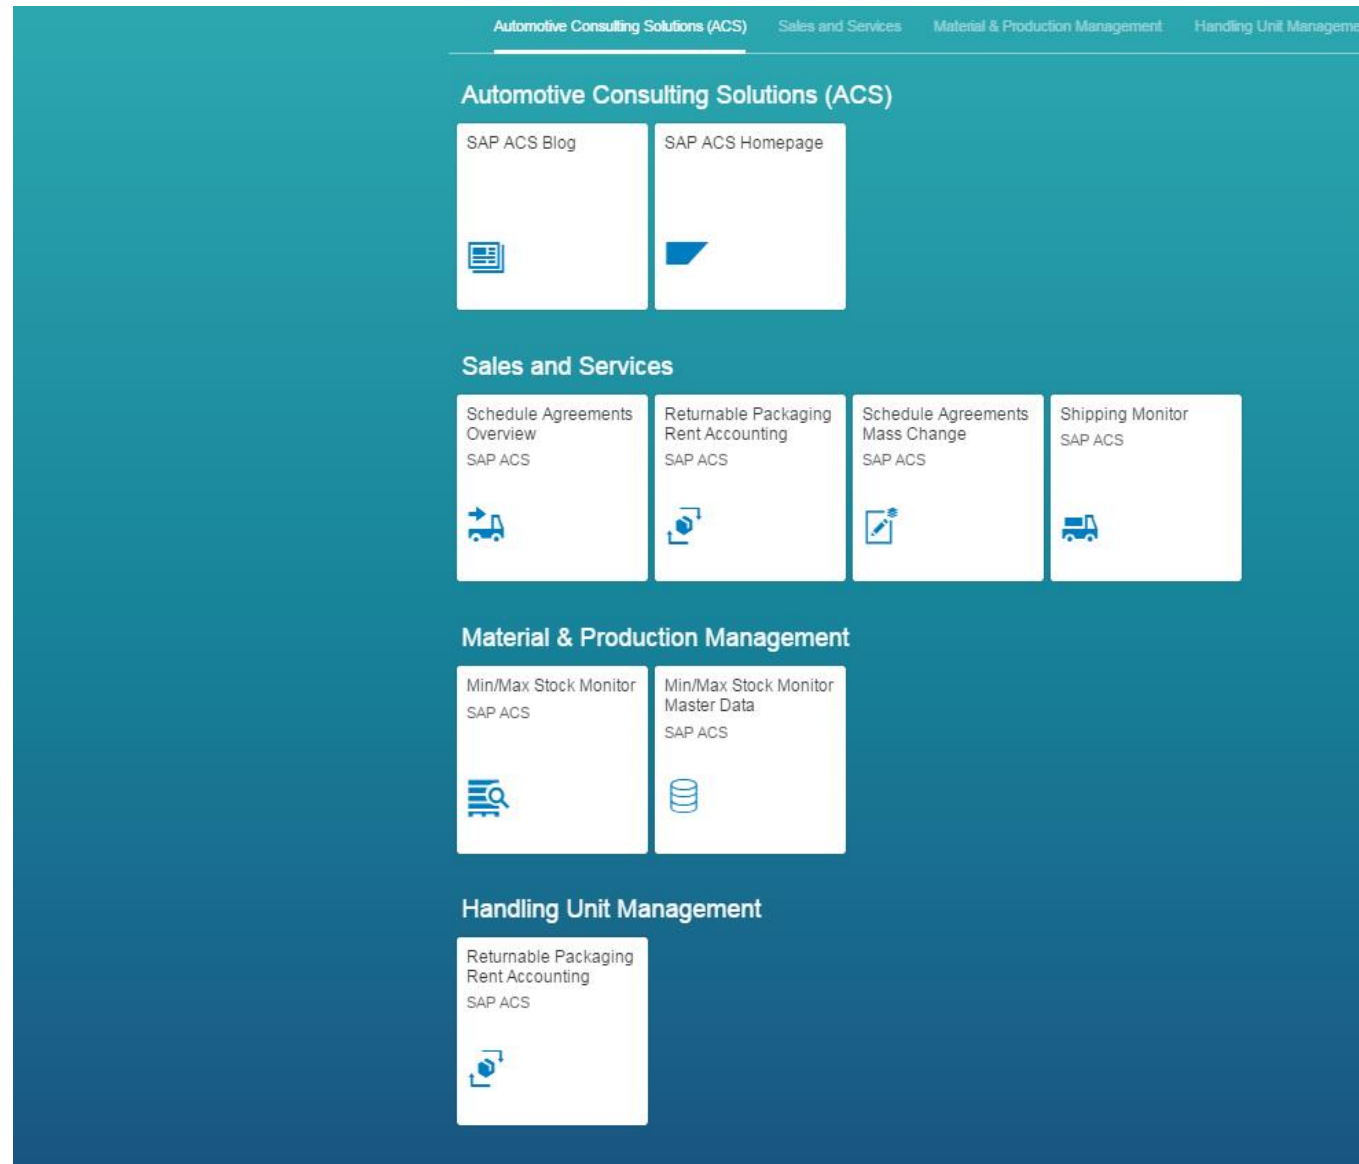 Automotive Consulting Solutions (ACS) Sales and Services Material & Production Management Handling Unit
Automotive Consulting Solutions (ACS)
SAP ACS Blog
SAP ACS Homepage
Sales and Services
Schedule Agreements
Overview
SAP ACS
Returnable Packaging
Rent Accounting
SAP ACS
Schedule Agreements
Mass Change
SAP ACS
Shipping Monitor
SAP ACS
Material & Production Management
Min/Max Stock Monitor
SAP ACS
Min/Max Stock Monitor
Master Data
SAP ACS
Handling Unit Management
Returnable Packaging
Rent Accounting
SAP ACS